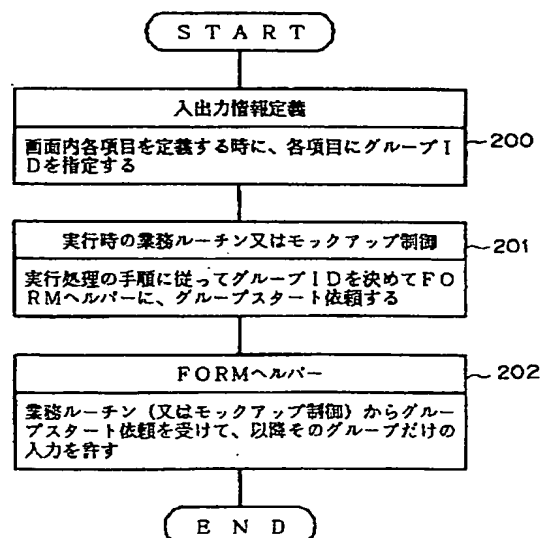 START
入出力情報定義
画面内各項目を定義する時に、各項目にグループI
Dを指定する
200
実行時の業務ルーチン又はモックアップ制御
実行処理の手順に従ってグループIDを決めてFO
RMヘルパーに、グループスタート依頼する
201
FORMヘルパー
業務ルーチン（又はモックアップ制御）からグルー
プスタート依頼を受けて、以降そのグループだけの
入力を許す
202
END